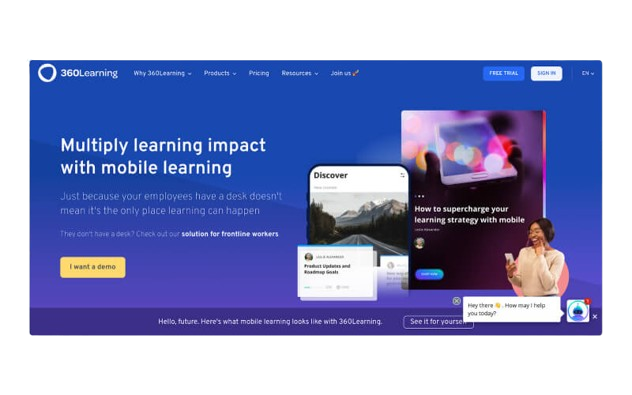 360Learning
Why 360Learning
Products
Pricing
Resources
Join us 🚀
FREE TRIAL
SIGN IN
EN
Multiply learning impact
with mobile learning
Just because your employees have a desk doesn't
mean it's the only place learning can happen
They don't have a desk? Check out our solution for frontline workers
I want a demo
Discover
Product Updates and
Roadmap Goals
How to supercharge your
learning strategy with mobile
Hello, future. Here's what mobile learning looks like with 360Learning.
See it for yourself
Hey there 👋 . How may I help
you today?